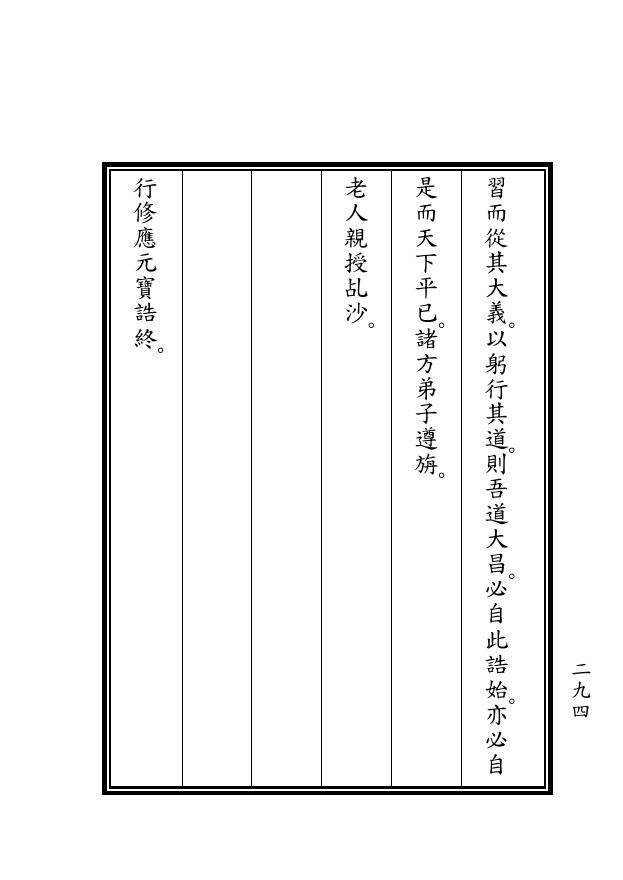 習而從其大義。以躬行其道。則吾道大昌。必自此誥始。亦必自
是而天下平已。諸方弟子遵旃。
老人親授乩沙。
行修應元寶誥終。
二九四